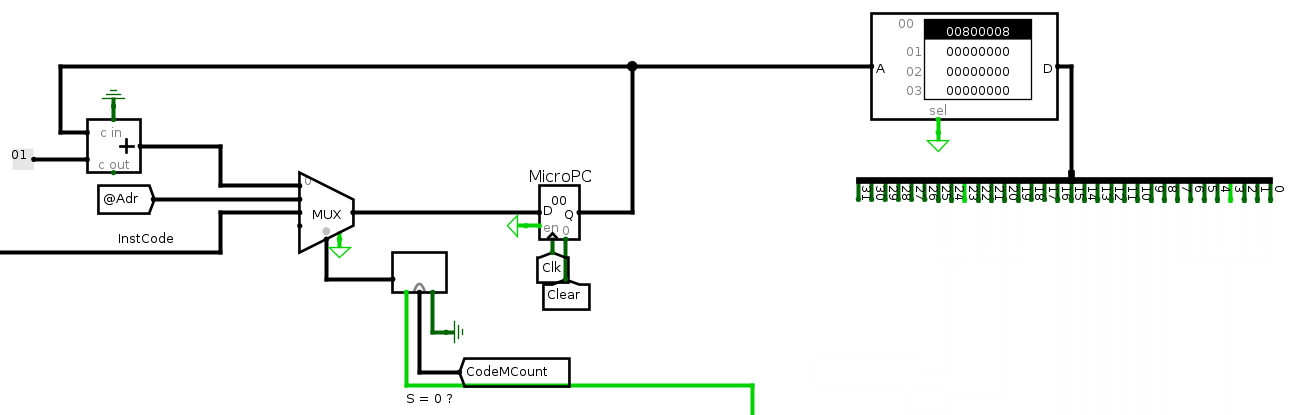 00 00800008
01 00000000
02 00000000
03 00000000
A D
sel
c in
+
c out
01
@Adr
0
MUX
InstCode
MicroPC
00
D Q
en 0
Clk
Clear
CodeMCount
S = 0 ?
31 30 29 28 27 26 25 24 23 22 21 20 19 18 17 16 15 14 13 12 11 10 9 8 7 6 5 4 3 2 1 0